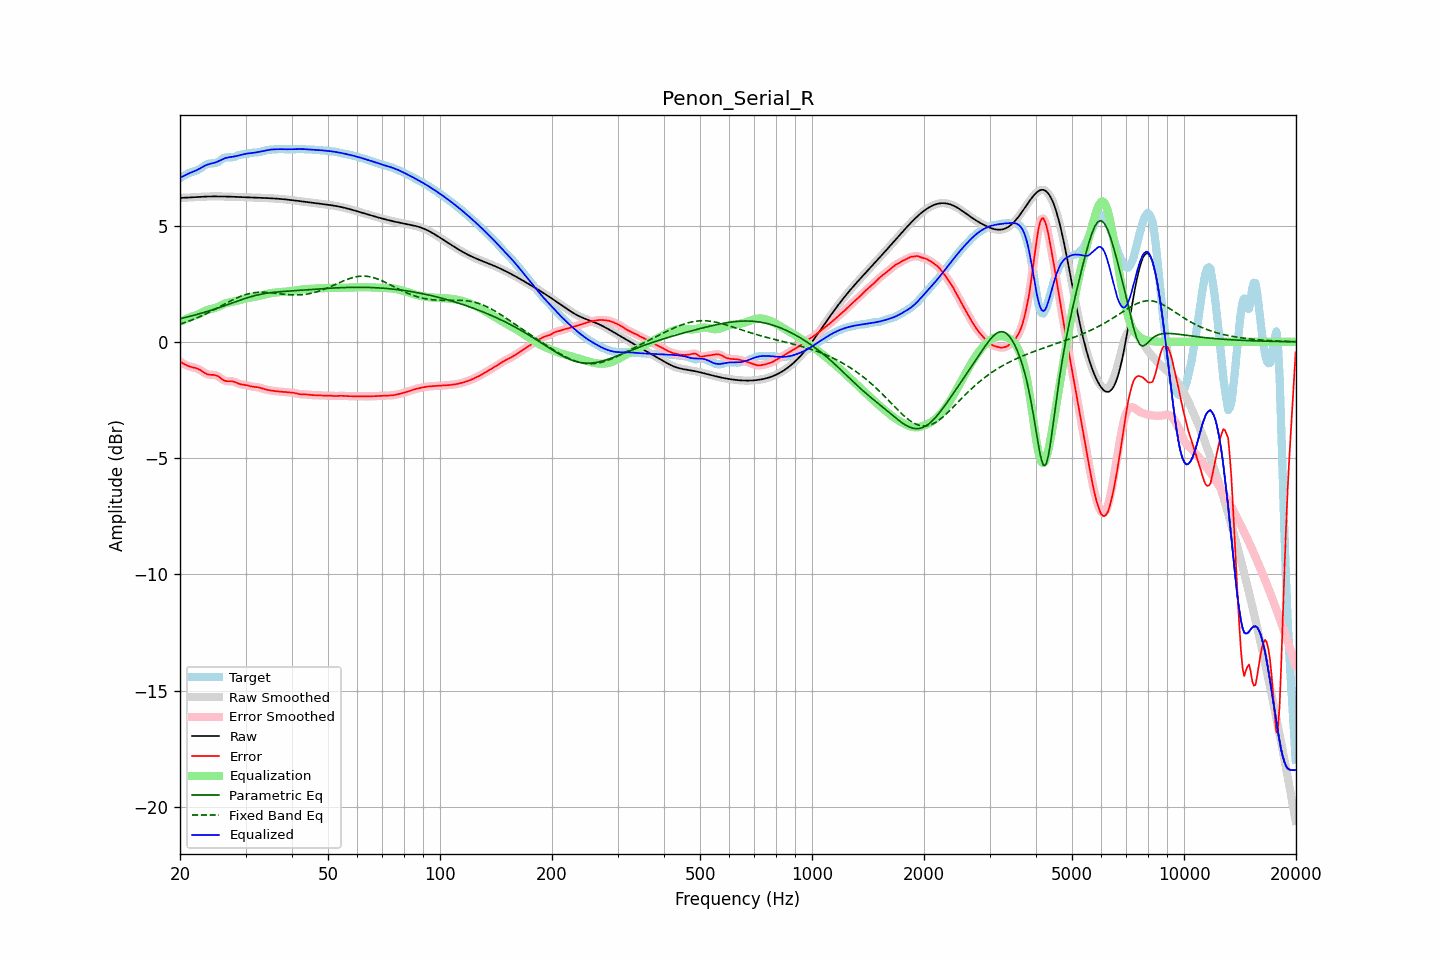 Penon_Serial_R
Amplitude (dBr)
5
0
−5
−10
−15
−20
Target
Raw Smoothed
Error Smoothed
Raw
Error
Equalization
Parametric Eq
Fixed Band Eq
Equalized
20 50 100 200 500 1000 2000 5000 10000 20000
Frequency (Hz)